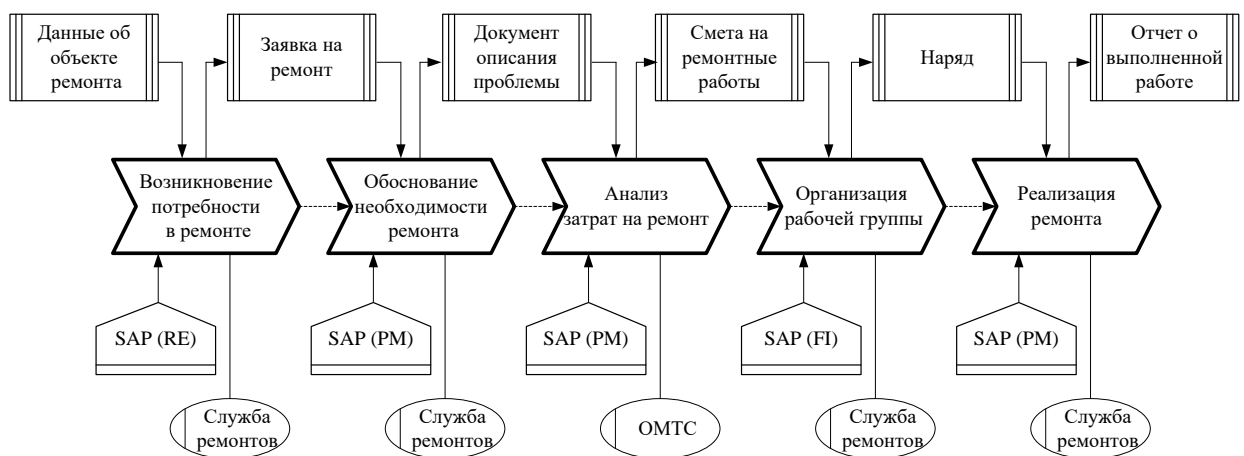 Данные об
объекте
ремонта
Заявка на
ремонт
Документ
описания
проблемы
Смета на
ремонтные
работы
Наряд
Отчет о
выполненной
работе
Возникновение
потребности
в ремонте
Обоснование
необходимости
ремонта
Анализ
затрат на ремонт
Организация
рабочей группы
Реализация
ремонта
SAP (RE)
SAP (PM)
SAP (PM)
SAP (FI)
SAP (PM)
Служба
ремонтов
Служба
ремонтов
ОМТС
Служба
ремонтов
Служба
ремонтов